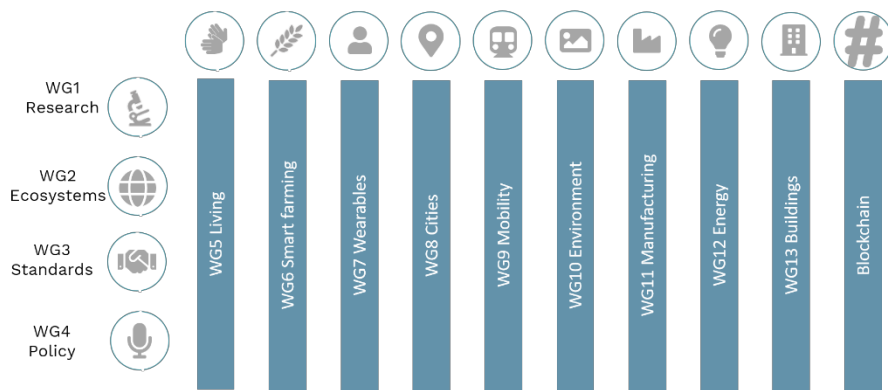 WG1
Research
WG2
Ecosystems
WG3
Standards
WG4
Policy
WG5 Living
WG6 Smart farming
WG7 Wearables
WG8 Cities
WG9 Mobility
WG10 Environment
WG11 Manufacturing
WG12 Energy
WG13 Buildings
Blockchain